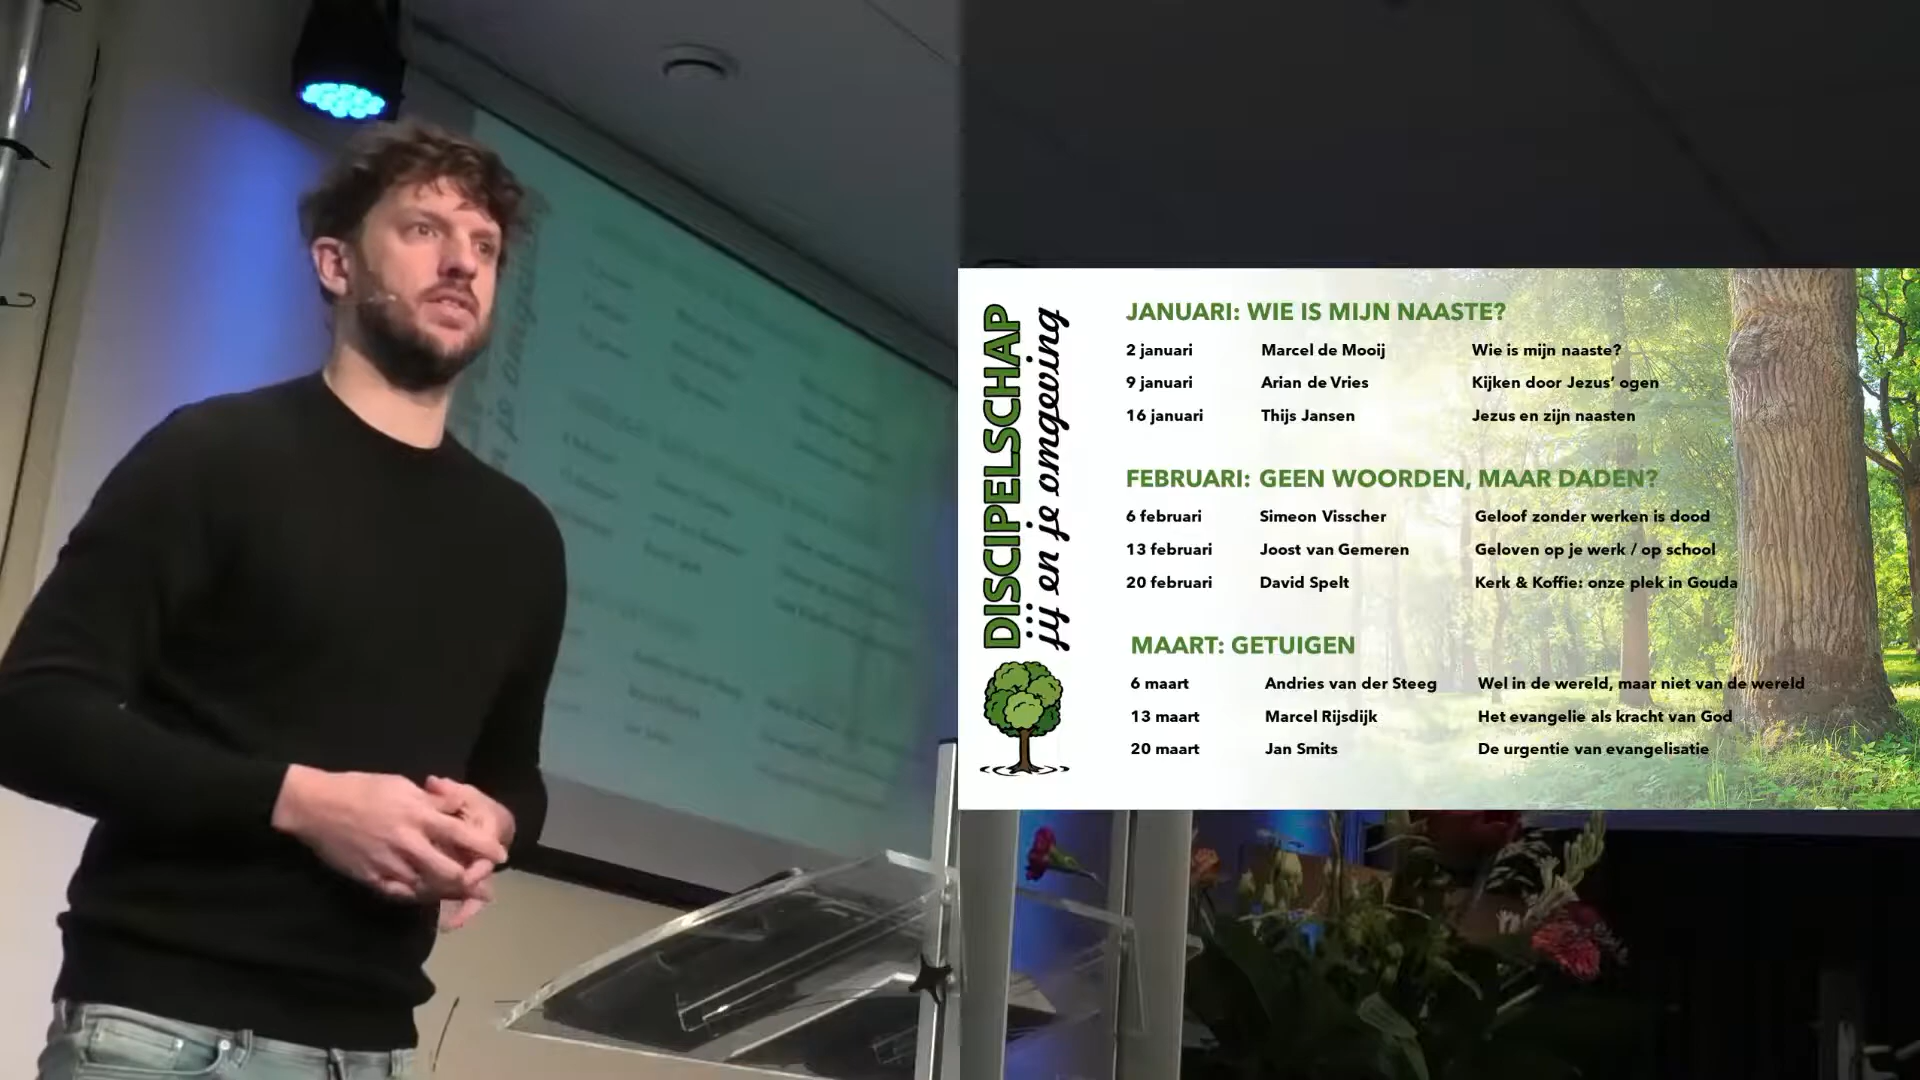 DISCIPELSCHAP
jij en je omgeving
JANUARI: WIE IS MIJN NAASTE?
2 januari Marcel de Mooij Wie is mijn naaste?
9 januari Arian de Vries Kijken door Jezus’ ogen
16 januari Thijs Jansen Jezus en zijn naasten
FEBRUARI: GEEN WOORDEN, MAAR DADEN?
6 februari Simeon Visscher Geloof zonder werken is dood
13 februari Joost van Gemeren Geloven op je werk / op school
20 februari David Spelt Kerk & Koffie: onze plek in Gouda
MAART: GETUIGEN
6 maart Andries van der Steeg Wel in de wereld, maar niet van de wereld
13 maart Marcel Rijsdijk Het evangelie als kracht van God
20 maart Jan Smits De urgentie van evangelisatie